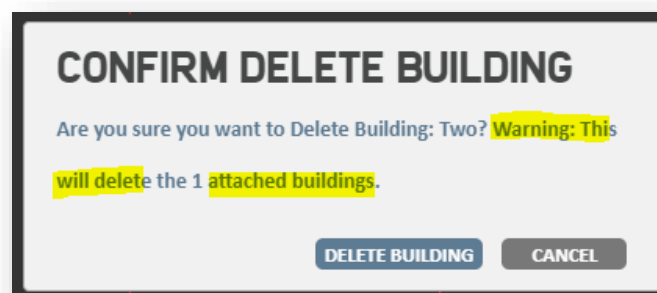 CONFIRM DELETE BUILDING
Are you sure you want to Delete Building: Two? Warning: This
will delete the 1 attached buildings.
DELETE BUILDING CANCEL